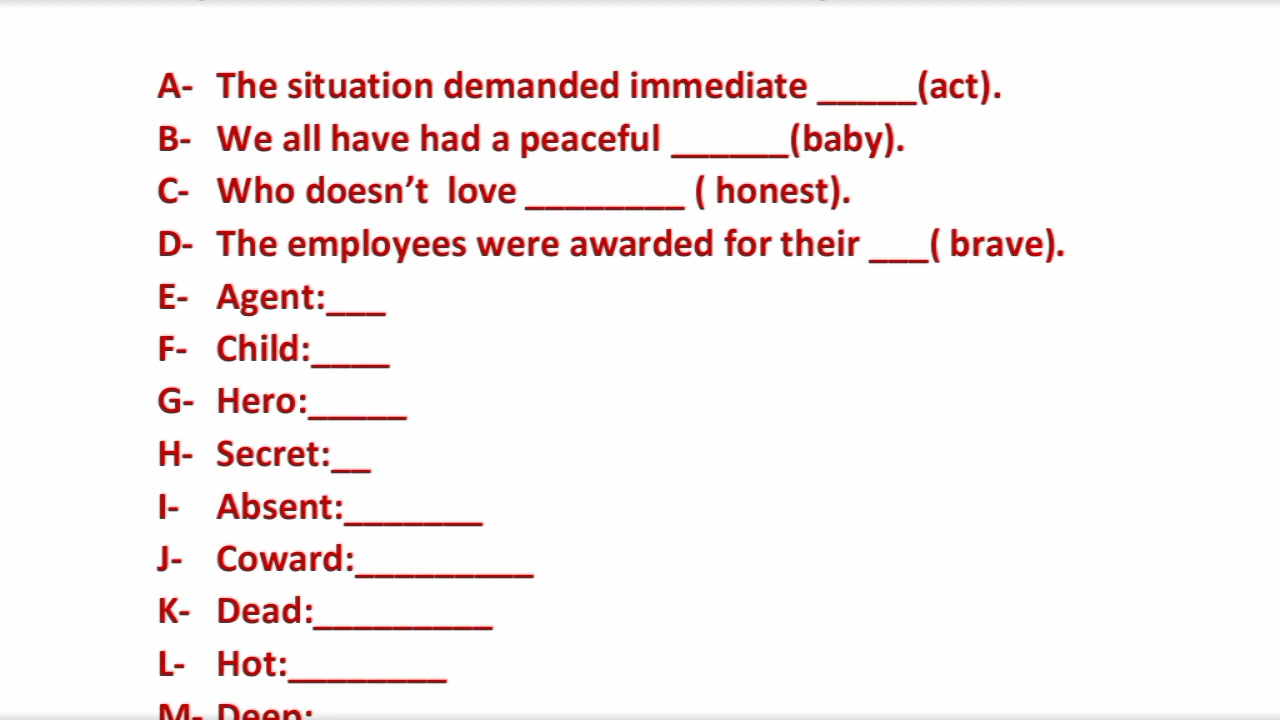 A- The situation demanded immediate _____(act).
B- We all have had a peaceful ______(baby).
C- Who doesn’t  love ________ ( honest).
D- The employees were awarded for their ___( brave).
E- Agent:___
F- Child:____
G- Hero:_____
H- Secret:__
I- Absent:_______
J- Coward:_________
K- Dead:_________
L- Hot:________
M- Deep: